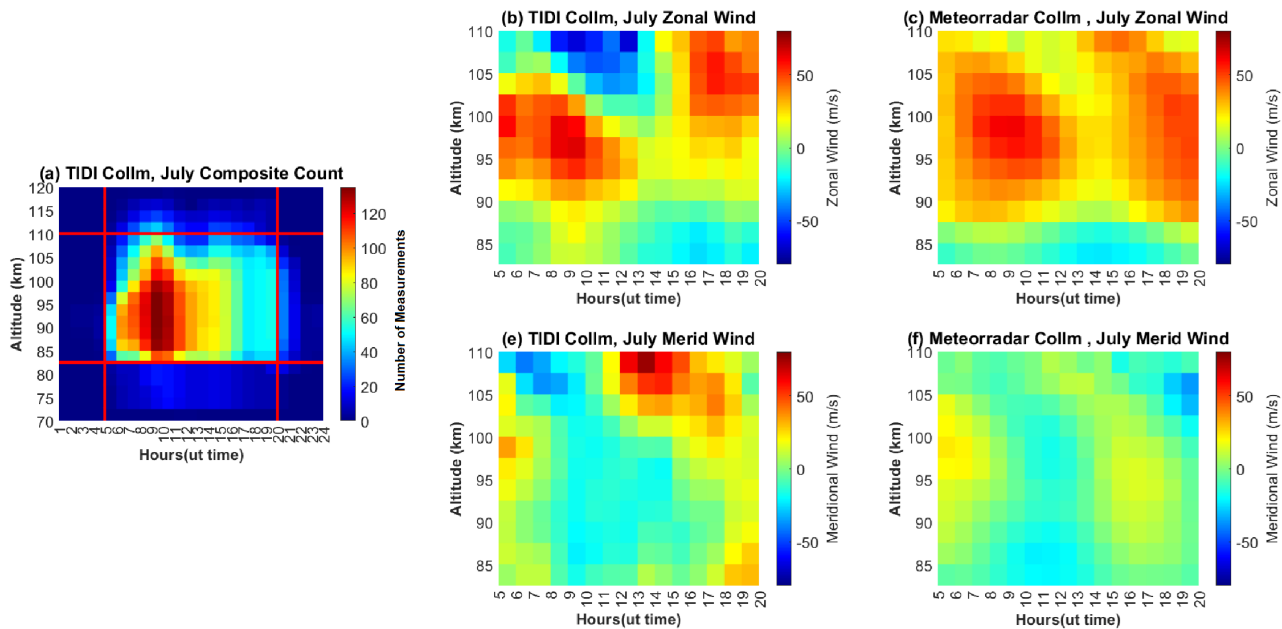 (a) TIDI Collm, July Composite Count
120
115
110
105
100
95
90
85
80
75
70
Altitude (km)
1 2 3 4 5 6 7 8 9 10 11 12 13 14 15 16 17 18 19 20 21 22 23 24
Hours(ut time)
120
100
80
60
40
20
0
Number of Measurements
(b) TIDI Collm, July Zonal Wind
110
105
100
95
90
85
Altitude (km)
5 6 7 8 9 11 12 13 14 15 16 17 18 20
Hours(ut time)
50
0
-50
Zonal Wind (m/s)
(c) Meteorradar Collm , July Zonal Wind
110
105
100
95
90
85
Altitude (km)
5 6 7 8 9 11 12 13 14 15 16 17 18 20
Hours(ut time)
50
0
-50
Zonal Wind (m/s)
(e) TIDI Collm, July Merid Wind
110
105
100
95
90
85
Altitude (km)
5 6 7 8 9 11 12 13 14 15 16 17 18 20
Hours(ut time)
50
0
-50
Meridional Wind (m/s)
(f) Meteorradar Collm , July Merid Wind
110
105
100
95
90
85
Altitude (km)
5 6 7 8 9 11 12 13 14 15 16 17 18 20
Hours(ut time)
50
0
-50
Meridional Wind (m/s)